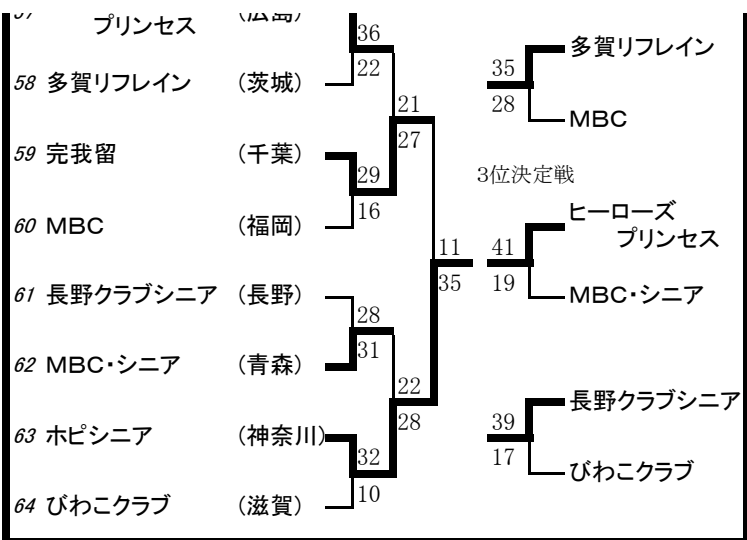 プリンセス
58 多賀リフレイン (茨城)
59 完我留 (千葉)
60 MBC (福岡)
61 長野クラブシニア (長野)
62 MBC・シニア (青森)
63 ホピシニア (神奈川)
64 びわこクラブ (滋賀)
36
22
29
16
28
31
32
10
21
27
22
28
11
35
35
28
多賀リフレイン
MBC
3位決定戦
41
19
ヒーローズ
プリンセス
MBC・シニア
39
17
長野クラブシニア
びわこクラブ